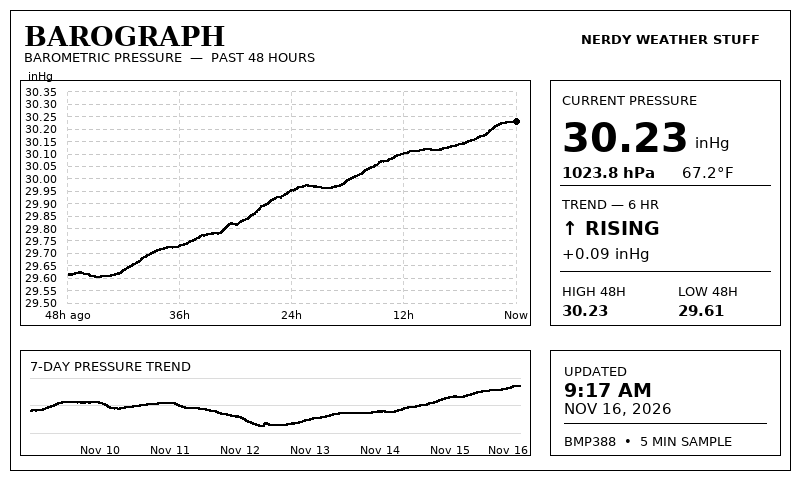 BAROGRAPH
BAROMETRIC PRESSURE — PAST 48 HOURS
NERDY WEATHER STUFF
inHg
30.35
30.30
30.25
30.20
30.15
30.10
30.05
30.00
29.95
29.90
29.85
29.80
29.75
29.70
29.65
29.60
29.55
29.50
48h ago 36h 24h 12h Now
CURRENT PRESSURE
30.23 inHg
1023.8 hPa 67.2°F
TREND — 6 HR
↑ RISING
+0.09 inHg
HIGH 48H LOW 48H
30.23 29.61
7-DAY PRESSURE TREND
Nov 10 Nov 11 Nov 12 Nov 13 Nov 14 Nov 15 Nov 16
UPDATED
9:17 AM
NOV 16, 2026
BMP388 • 5 MIN SAMPLE